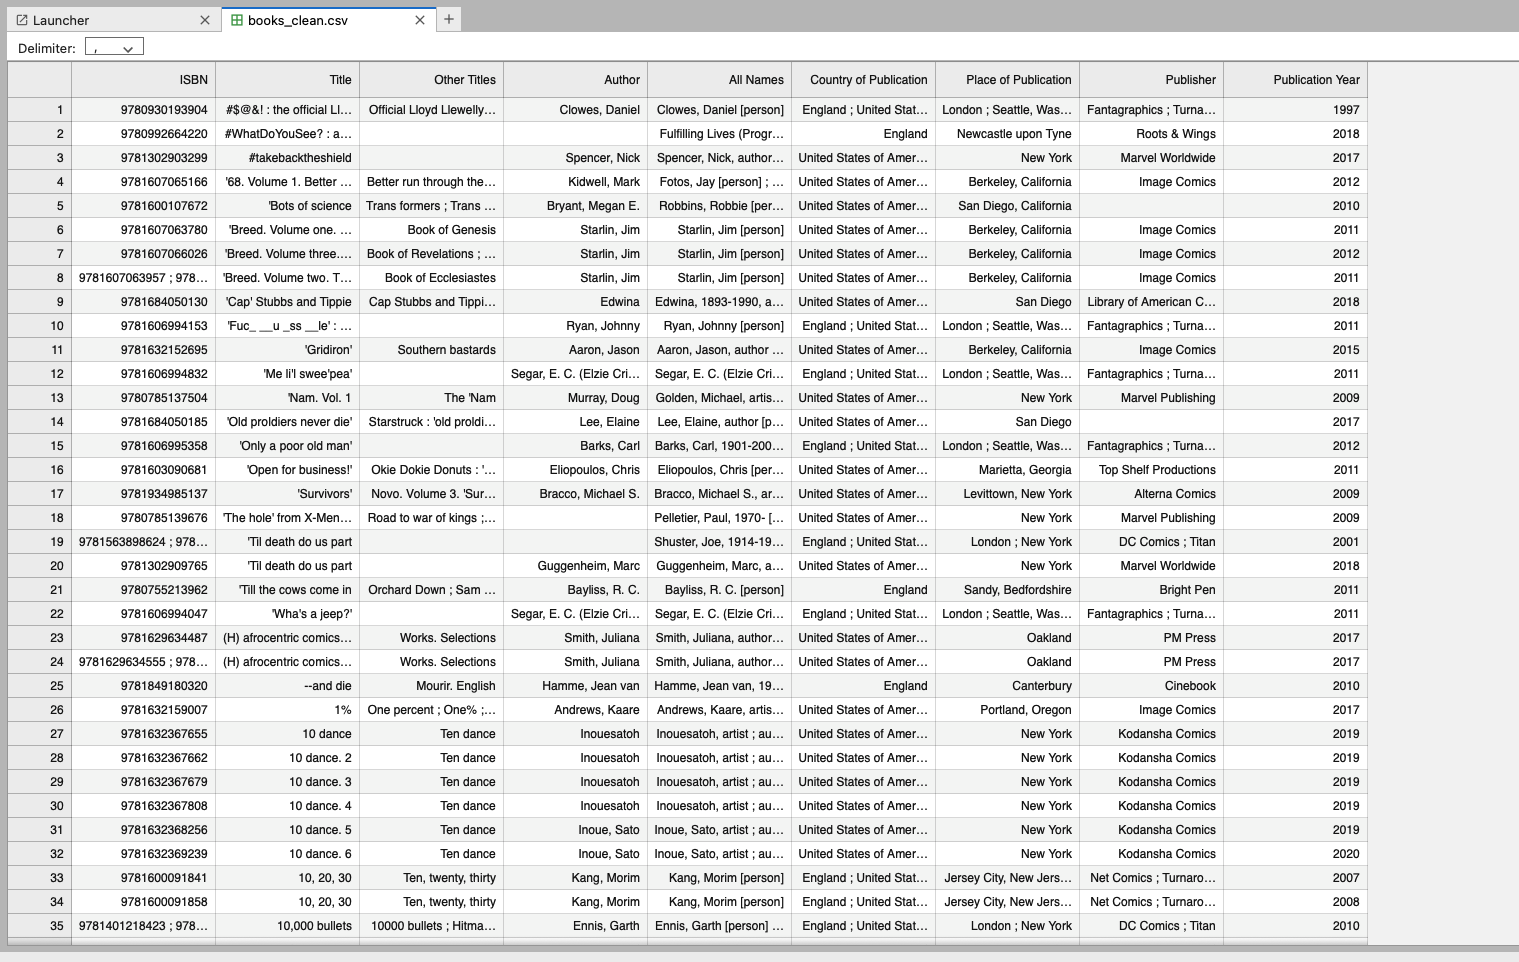 Launcher books_clean.csv
Delimiter: ,
ISBN Title Other Titles Author All Names Country of Publication Place of Publication Publisher Publication Year
1 9780930193904 #$@&! : the official Ll... Official Lloyd Llewelly... Clowes, Daniel Clowes, Daniel [person] England ; United Stat... London ; Seattle, Was... Fantagraphics ; Turna... 1997
2 9780992664220 #WhatDoYouSee? : a... Fulfilling Lives (Progr... England Newcastle upon Tyne Roots & Wings 2018
3 9781302903299 #takebacktheshield Spencer, Nick Spencer, Nick, author... United States of Amer... New York Marvel Worldwide 2017
4 9781607065166 '68. Volume 1. Better ... Better run through the... Kidwell, Mark Fotos, Jay [person] ; ... United States of Amer... Berkeley, California Image Comics 2012
5 9781600107672 'Bots of science Trans formers ; Trans ... Bryant, Megan E. Robbins, Robbie [per... United States of Amer... San Diego, California 2010
6 9781607063780 'Breed. Volume one. ... Book of Genesis Starlin, Jim Starlin, Jim [person] United States of Amer... Berkeley, California Image Comics 2011
7 9781607066026 'Breed. Volume three.... Book of Revelations ; ... Starlin, Jim Starlin, Jim [person] United States of Amer... Berkeley, California Image Comics 2012
8 9781607063957 ; 978... 'Breed. Volume two. T... Book of Ecclesiastes Starlin, Jim Starlin, Jim [person] United States of Amer... Berkeley, California Image Comics 2011
9 9781684050130 'Cap' Stubbs and Tippie Cap Stubbs and Tippi... Edwina Edwina, 1893-1990, a... United States of Amer... San Diego Library of American C... 2018
10 9781606994153 'Fuc_ __u _ss __le' : ... Ryan, Johnny Ryan, Johnny [person] England ; United Stat... London ; Seattle, Was... Fantagraphics ; Turna... 2011
11 9781632152695 'Gridiron' Southern bastards Aaron, Jason Aaron, Jason, author ... United States of Amer... Berkeley, California Image Comics 2015
12 9781606994832 'Me li'l swee'pea' Segar, E. C. (Elzie Cri... Segar, E. C. (Elzie Cri... England ; United Stat... London ; Seattle, Was... Fantagraphics ; Turna... 2011
13 9780785137504 'Nam. Vol. 1 The 'Nam Murray, Doug Golden, Michael, artis... United States of Amer... New York Marvel Publishing 2009
14 9781684050185 'Old proldiers never die' Starstruck : 'old proldi... Lee, Elaine Lee, Elaine, author [p... United States of Amer... San Diego 2017
15 9781606995358 'Only a poor old man' Barks, Carl Barks, Carl, 1901-200... England ; United Stat... London ; Seattle, Was... Fantagraphics ; Turna... 2012
16 9781603090681 'Open for business!' Okie Dokie Donuts : '... Eliopoulos, Chris Eliopoulos, Chris [per... United States of Amer... Marietta, Georgia Top Shelf Productions 2011
17 9781934985137 'Survivors' Novo. Volume 3. 'Sur... Bracco, Michael S. Bracco, Michael S., ar... United States of Amer... Levittown, New York Alterna Comics 2009
18 9780785139676 'The hole' from X-Men... Road to war of kings ;... Pelletier, Paul, 1970- [... United States of Amer... New York Marvel Publishing 2009
19 9781563898624 ; 978... 'Til death do us part Shuster, Joe, 1914-19... England ; United Stat... London ; New York DC Comics ; Titan 2001
20 9781302909765 'Til death do us part Guggenheim, Marc Guggenheim, Marc, a... United States of Amer... New York Marvel Worldwide 2018
21 9780755213962 'Till the cows come in Orchard Down ; Sam ... Bayliss, R. C. Bayliss, R. C. [person] England Sandy, Bedfordshire Bright Pen 2011
22 9781606994047 'Wha's a jeep?' Segar, E. C. (Elzie Cri... Segar, E. C. (Elzie Cri... England ; United Stat... London ; Seattle, Was... Fantagraphics ; Turna... 2011
23 9781629634487 (H) afrocentric comics... Works. Selections Smith, Juliana Smith, Juliana, author... United States of Amer... Oakland PM Press 2017
24 9781629634555 ; 978... (H) afrocentric comics... Works. Selections Smith, Juliana Smith, Juliana, author... United States of Amer... Oakland PM Press 2017
25 9781849180320 --and die Mourir. English Hamme, Jean van Hamme, Jean van, 19... England Canterbury Cinebook 2010
26 9781632159007 1% One percent ; One% ;... Andrews, Kaare Andrews, Kaare, artis... United States of Amer... Portland, Oregon Image Comics 2017
27 9781632367655 10 dance Ten dance Inouesatoh Inouesatoh, artist ; au... United States of Amer... New York Kodansha Comics 2019
28 9781632367662 10 dance. 2 Ten dance Inouesatoh Inouesatoh, artist ; au... United States of Amer... New York Kodansha Comics 2019
29 9781632367679 10 dance. 3 Ten dance Inouesatoh Inouesatoh, artist ; au... United States of Amer... New York Kodansha Comics 2019
30 9781632367808 10 dance. 4 Ten dance Inouesatoh Inouesatoh, artist ; au... United States of Amer... New York Kodansha Comics 2019
31 9781632368256 10 dance. 5 Ten dance Inoue, Sato Inoue, Sato, artist ; au... United States of Amer... New York Kodansha Comics 2019
32 9781632369239 10 dance. 6 Ten dance Inoue, Sato Inoue, Sato, artist ; au... United States of Amer... New York Kodansha Comics 2020
33 9781600091841 10, 20, 30 Ten, twenty, thirty Kang, Morim Kang, Morim [person] England ; United Stat... Jersey City, New Jers... Net Comics ; Turnaro... 2007
34 9781600091858 10, 20, 30 Ten, twenty, thirty Kang, Morim Kang, Morim [person] England ; United Stat... Jersey City, New Jers... Net Comics ; Turnaro... 2008
35 9781401218423 ; 978... 10,000 bullets 10000 bullets ; Hitma... Ennis, Garth Ennis, Garth [person] ... England ; United Stat... London ; New York DC Comics ; Titan 2010